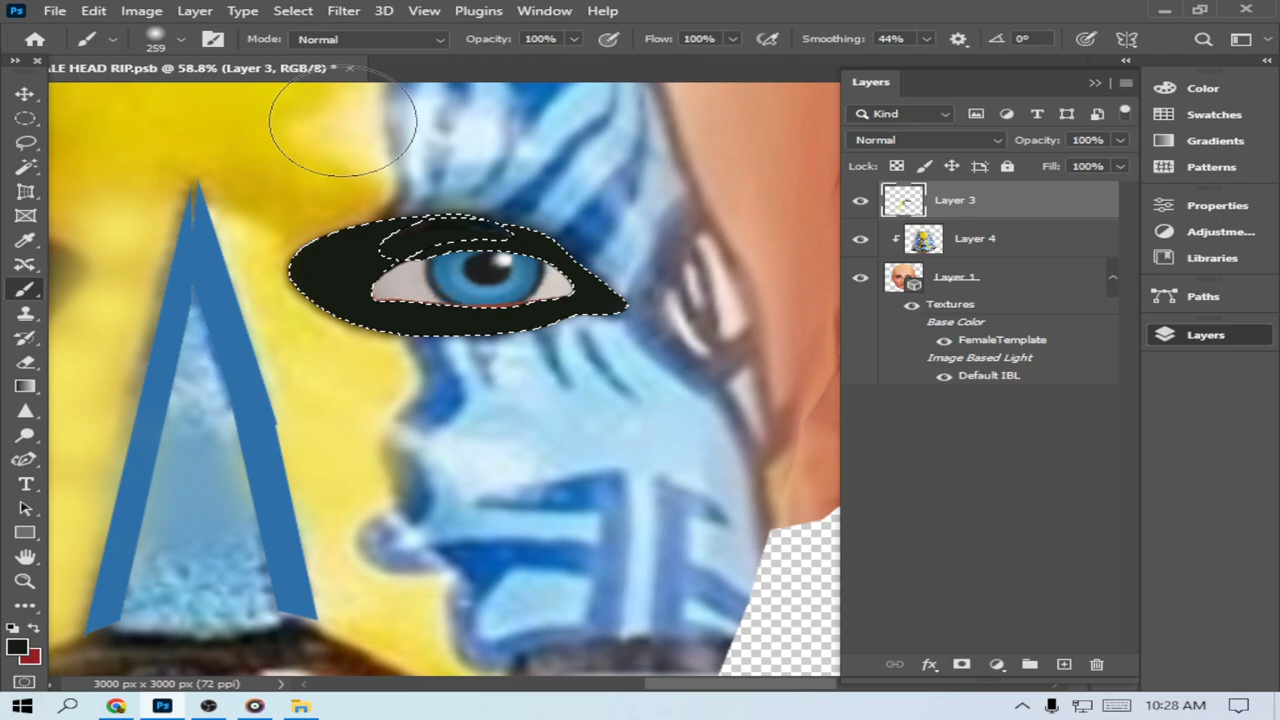 Ps File Edit Image Layer Type Select Filter 3D View Plugins Window Help
259 Mode: Normal Opacity: 100% Flow: 100% Smoothing: 44% 0°
LE HEAD RIP.psb @ 58.8% (Layer 3, RGB/8) * ×
Layers
Kind
Normal Opacity: 100%
Lock: Fill: 100%
Layer 3
Layer 4
Layer 1
Textures
Base Color
FemaleTemplate
Image Based Light
Default IBL
Color
Swatches
Gradients
Patterns
Properties
Adjustme...
Libraries
Paths
Layers
3000 px x 3000 px (72 ppi)
Ps 10:28 AM